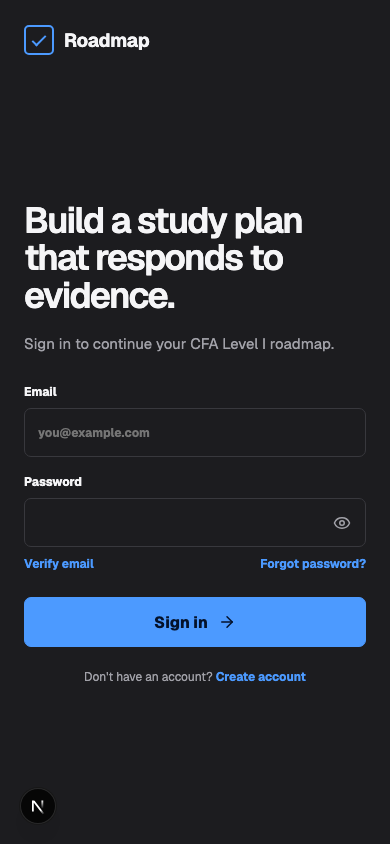 Roadmap
Build a study plan
that responds to
evidence.
Sign in to continue your CFA Level I roadmap.
Email
you@example.com
Password
Verify email
Forgot password?
Sign in
Don't have an account? Create account
N